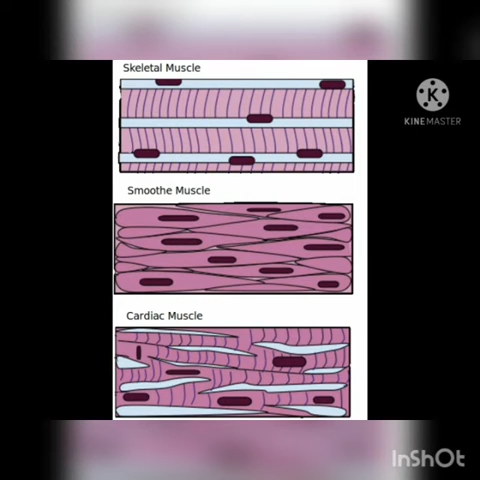 Skeletal Muscle
K
KINEMASTER
Smoothe Muscle
Cardiac Muscle
InShOt